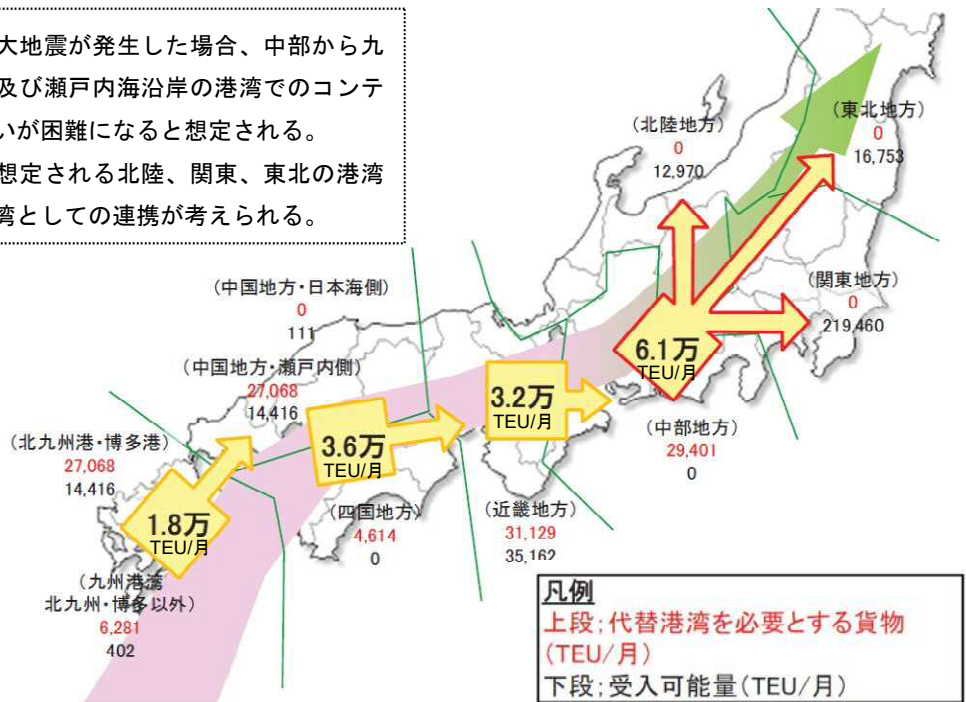 大地震が発生した場合、中部から九
及び瀬戸内海沿岸の港湾でのコンテ
いが困難になると想定される。
想定される北陸、関東、東北の港湾
湾としての連携が考えられる。
(北陸地方)
0
12,970
(東北地方)
0
16,753
(関東地方)
0
219,460
(中国地方・日本海側)
0
111
(中国地方・瀬戸内側)
27,068
14,416
(北九州港・博多港)
27,068
14,416
6.1万
TEU/月
3.2万
TEU/月
3.6万
TEU/月
1.8万
TEU/月
(中部地方)
29,401
0
(近畿地方)
31,129
35,162
(四国地方)
4,614
0
(九州港湾
北九州・博多以外)
6,281
402
凡例
上段;代替港湾を必要とする貨物
(TEU/月)
下段;受入可能量(TEU/月)